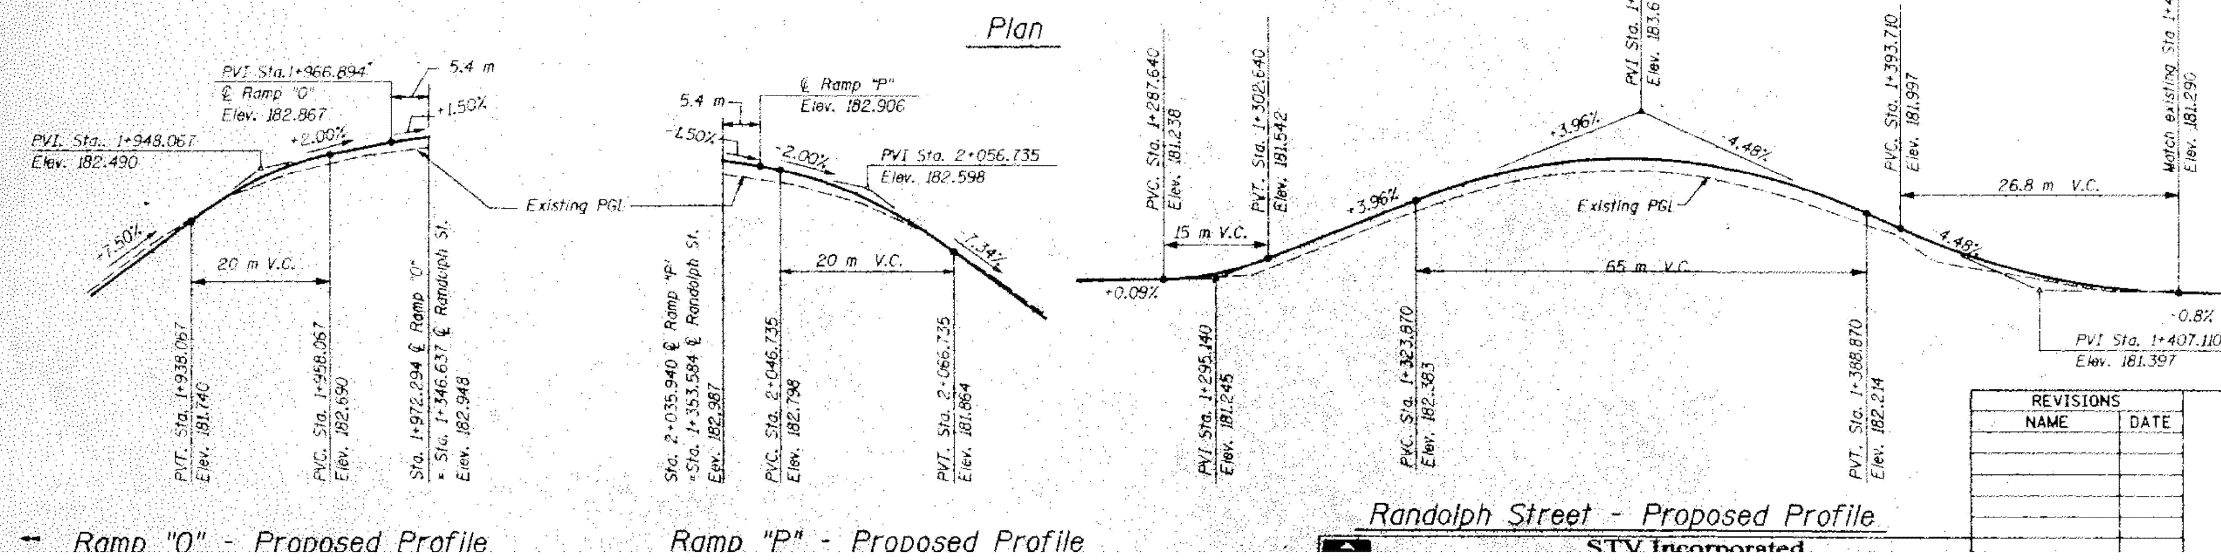 Plan
PVI Sta. 1+966.894
℄ Ramp "O"
Elev. 182.867
5.4 m
+1.50%
+2.00%
PVI. Sta. 1+948.067
Elev. 182.490
+7.50%
20 m V.C.
PVT. Sta. 1+938.067
Elev. 181.740
PVC. Sta. 1+958.067
Elev. 182.690
Sta. 1+972.294 ℄ Ramp "O"
= Sta. 1+346.637 ℄ Randolph St.
Elev. 182.948
Existing PGL
Ramp "O" - Proposed Profile
5.4 m
℄ Ramp "P"
Elev. 182.906
-1.50%
-2.00%
PVI Sta. 2+056.735
Elev. 182.598
-7.34%
20 m V.C.
Sta. 2+035.940 ℄ Ramp "P"
=Sta. 1+353.584 ℄ Randolph St.
Elev. 182.987
PVC. Sta. 2+046.735
Elev. 182.798
PVT. Sta. 2+066.735
Elev. 181.864
Ramp "P" - Proposed Profile
PVC. Sta. 1+287.640
Elev. 181.238
PVT. Sta. 1+302.640
Elev. 181.542
15 m V.C.
+0.09%
PVI Sta. 1+295.140
Elev. 181.245
+3.96%
PVC. Sta. 1+323.870
Elev. 182.383
PVI Sta.
Elev.
+3.96%
-4.48%
Existing PGL
65 m V.C.
PVT. Sta. 1+388.870
Elev. 182.214
PVC. Sta. 1+393.710
Elev. 181.997
26.8 m V.C.
Match existing Sta
Elev. 181.290
4.48%
-0.8%
PVI Sta. 1+407.110
Elev. 181.397
Randolph Street - Proposed Profile
REVISIONS
NAME DATE
STV Incorporated